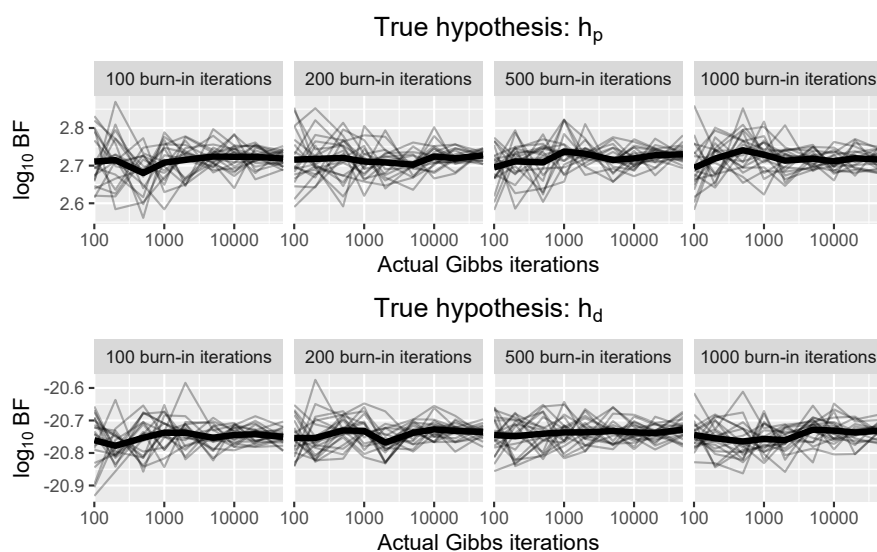 True hypothesis: hₚ
100 burn-in iterations 200 burn-in iterations 500 burn-in iterations 1000 burn-in iterations
log₁₀ BF
2.8
2.7
2.6
100 1000 10000 100 1000 10000 100 1000 10000 100 1000 10000
Actual Gibbs iterations
True hypothesis: h_d
100 burn-in iterations 200 burn-in iterations 500 burn-in iterations 1000 burn-in iterations
log₁₀ BF
-20.6
-20.7
-20.8
-20.9
100 1000 10000 100 1000 10000 100 1000 10000 100 1000 10000
Actual Gibbs iterations